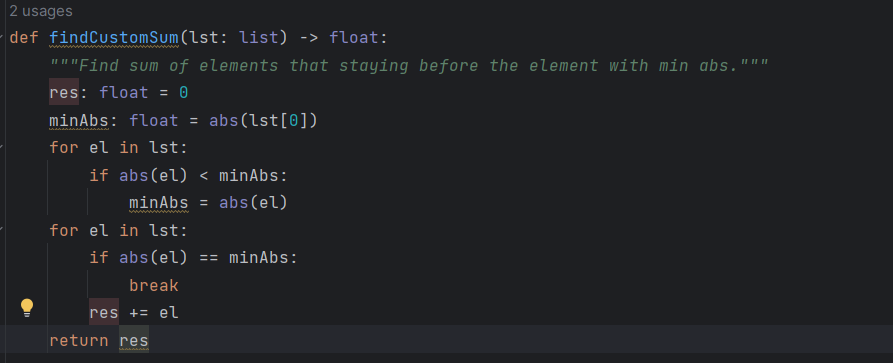 2 usages
def findCustomSum(lst: list) -> float:
    """Find sum of elements that staying before the element with min abs."""
    res: float = 0
    minAbs: float = abs(lst[0])
    for el in lst:
        if abs(el) < minAbs:
            minAbs = abs(el)
    for el in lst:
        if abs(el) == minAbs:
            break
        res += el
    return res